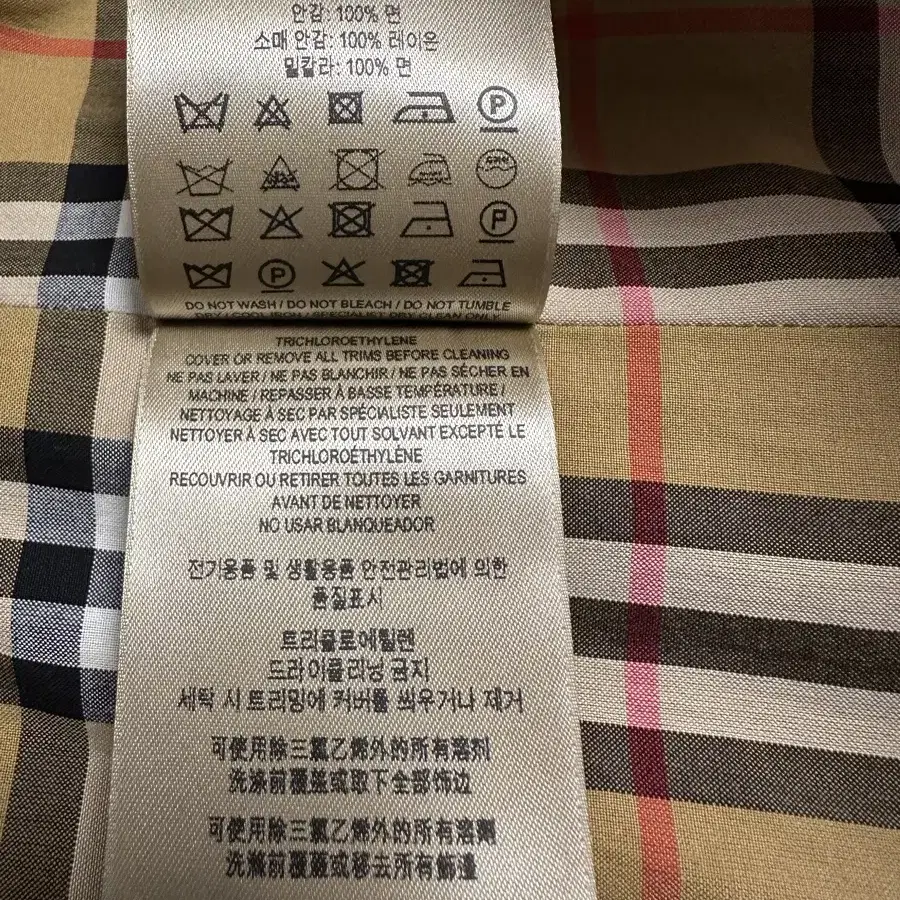 안감: 100% 면
소매 안감: 100% 레이온
밑칼라: 100% 면
P
P
P
DO NOT WASH / DO NOT BLEACH / DO NOT TUMBLE
DRY / COOL IRON / SPECIALIST DRY CLEAN ONLY
TRICHLOROETHYLENE
COVER OR REMOVE ALL TRIMS BEFORE CLEANING
NE PAS LAVER / NE PAS BLANCHIR / NE PAS SÉCHER EN
MACHINE / REPASSER À BASSE TEMPÉRATURE /
NETTOYAGE À SEC PAR SPÉCIALISTE SEULEMENT
NETTOYER À SEC AVEC TOUT SOLVANT EXCEPTÉ LE
TRICHLOROÉTHYLÈNE
RECOUVRIR OU RETIRER TOUTES LES GARNITURES
AVANT DE NETTOYER
NO USAR BLANQUEADOR
전기용품 및 생활용품 안전관리법에 의한
품질표시
트리클로에틸렌
드라이클리닝 금지
세탁 시 트리밍에 커버를 씌우거나 제거
可使用除三氯乙烯外的所有溶剂
洗涤前覆盖或取下全部饰边
可使用除三氯乙烯外的所有溶劑
洗滌前覆蓋或移去所有飾邊